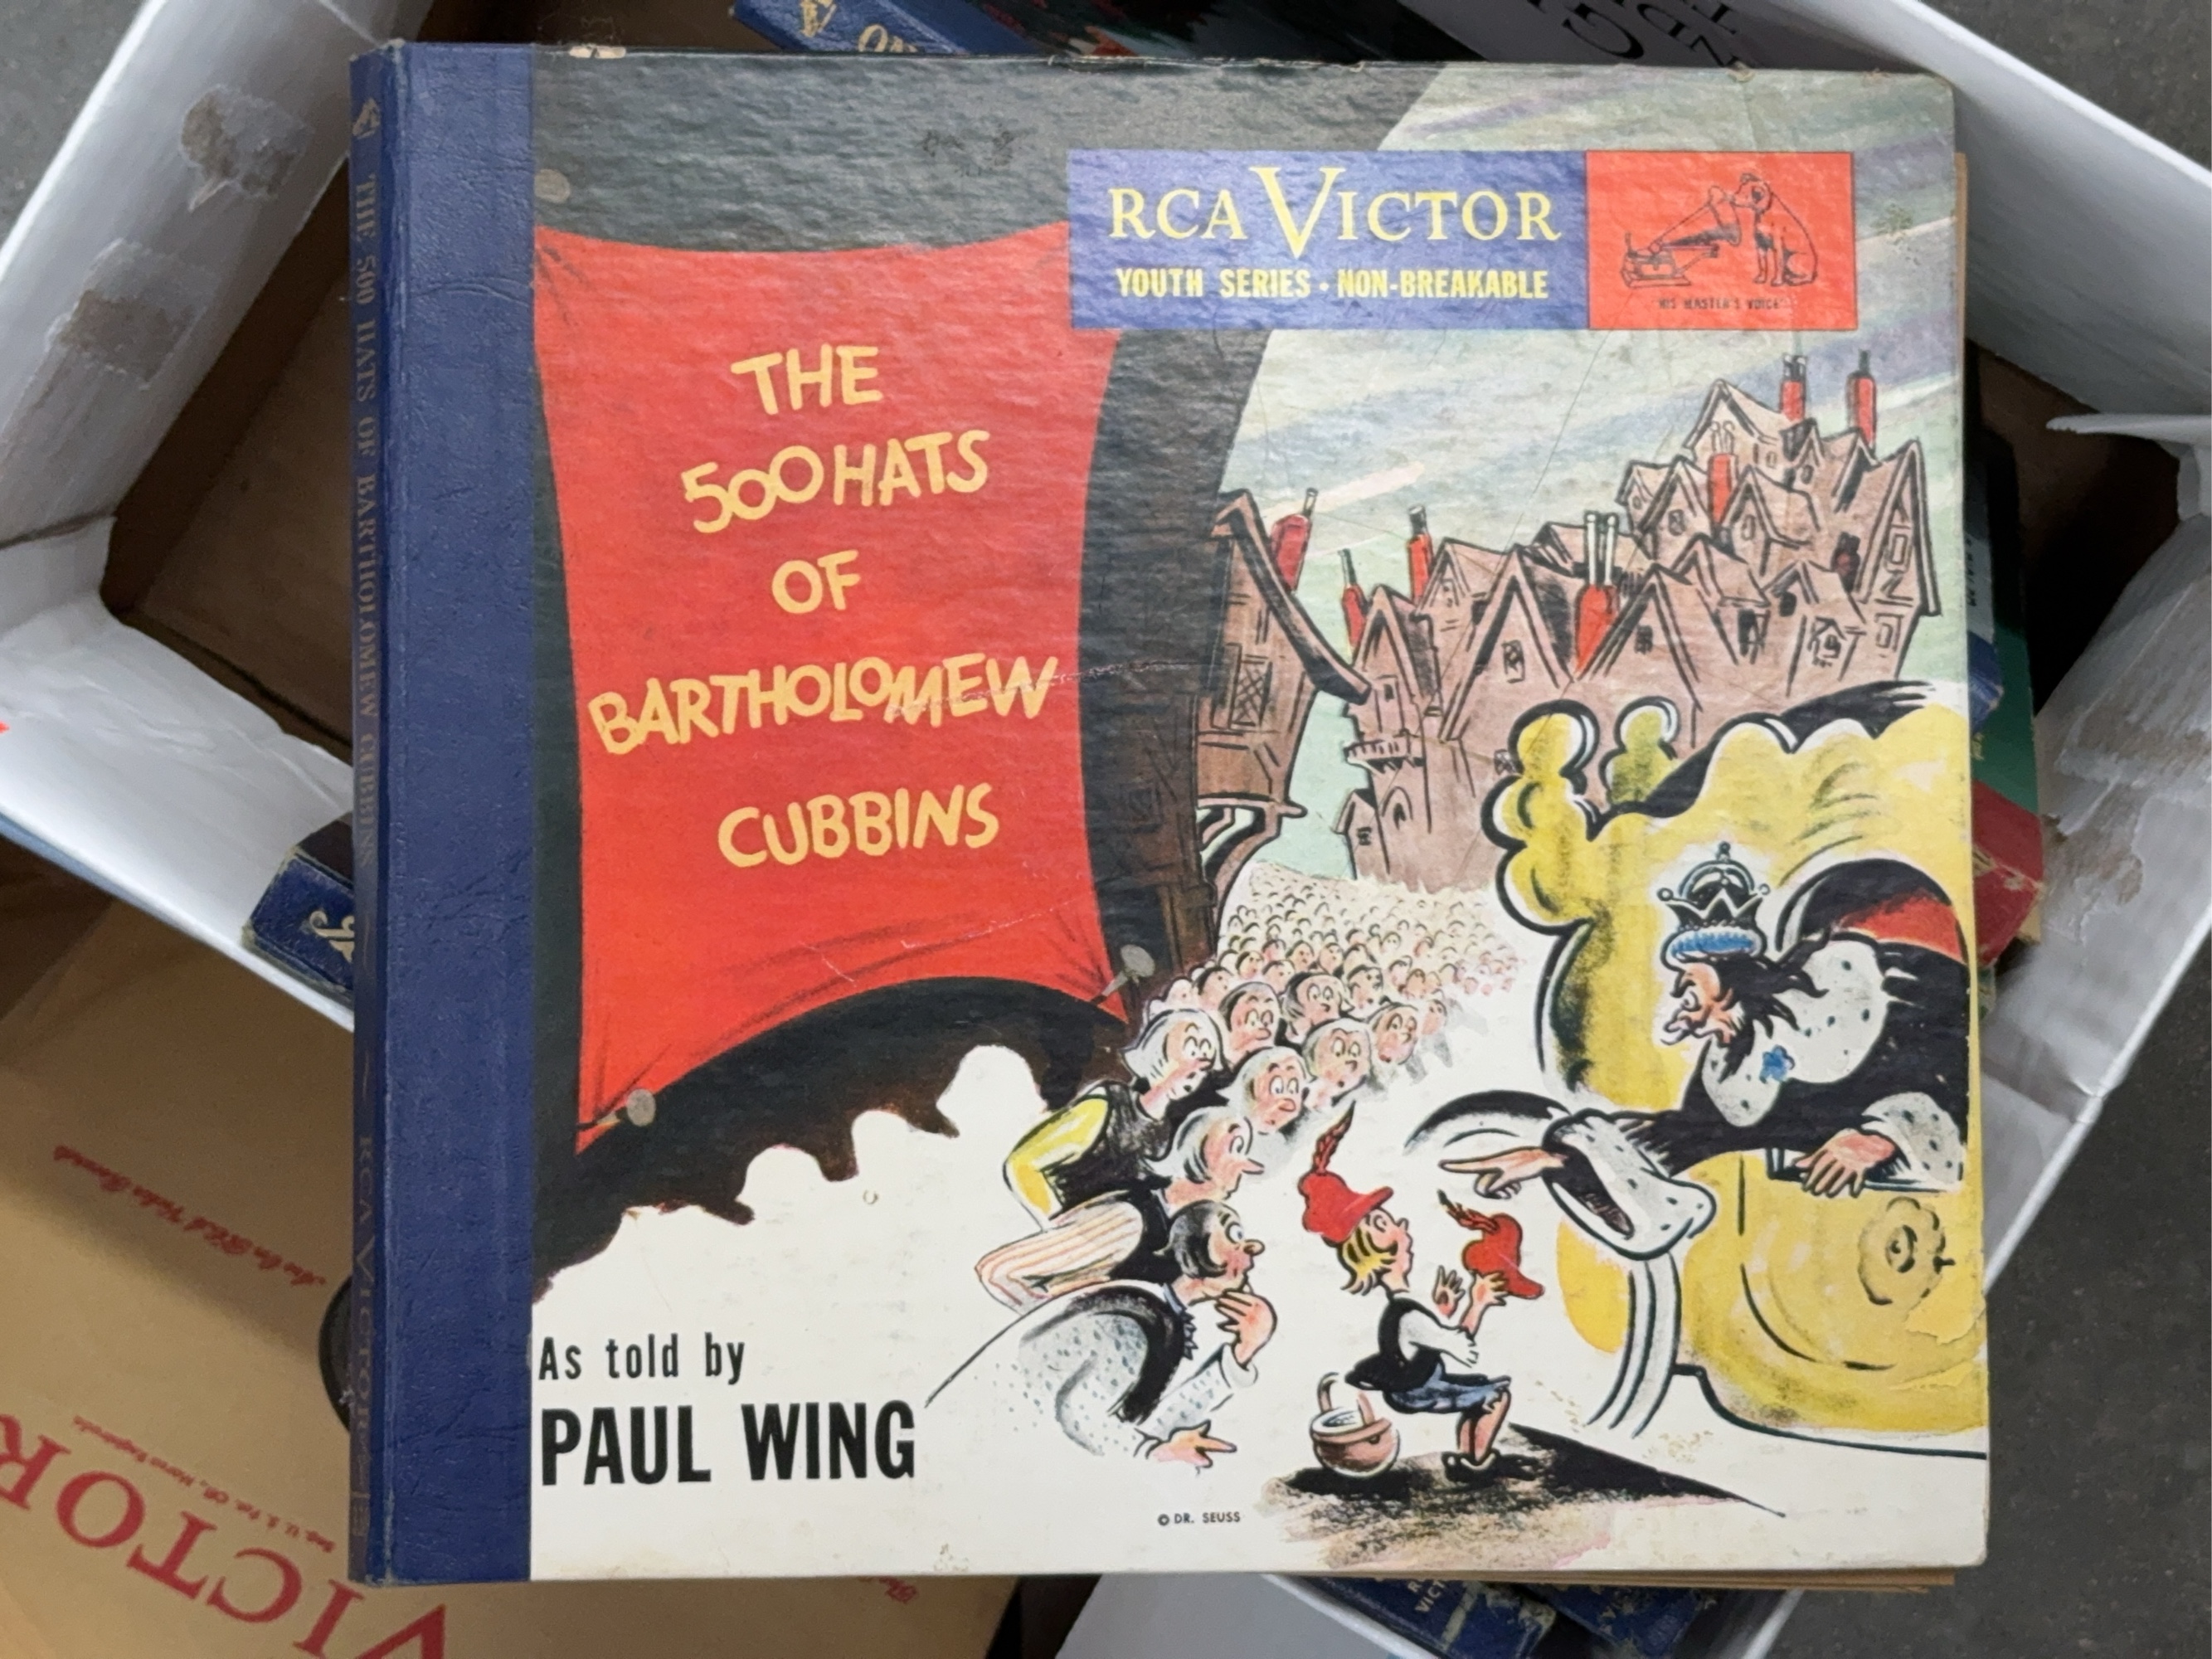 RCA VICTOR
YOUTH SERIES • NON-BREAKABLE
"HIS MASTER'S VOICE"
THE
500 HATS
OF
BARTHOLOMEW
CUBBINS
As told by
PAUL WING
© DR. SEUSS
THE 500 HATS OF BARTHOLOMEW CUBBINS — RCA VICTOR
VICTOR